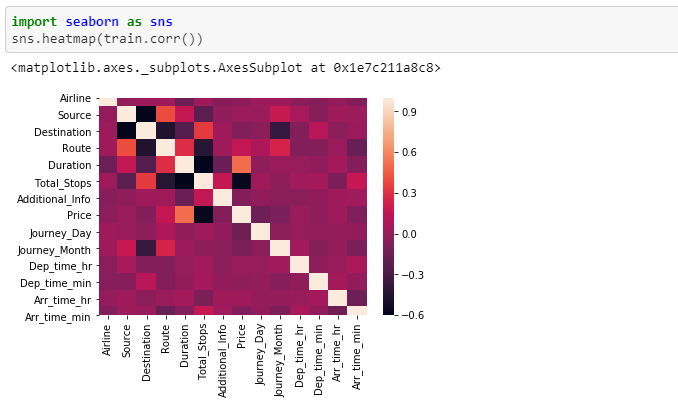 import seaborn as sns
sns.heatmap(train.corr())
<matplotlib.axes._subplots.AxesSubplot at 0x1e7c211a8c8>
Airline
Source
Destination
Route
Duration
Total_Stops
Additional_Info
Price
Journey_Day
Journey_Month
Dep_time_hr
Dep_time_min
Arr_time_hr
Arr_time_min
Airline
Source
Destination
Route
Duration
Total_Stops
Additional_Info
Price
Journey_Day
Journey_Month
Dep_time_hr
Dep_time_min
Arr_time_hr
Arr_time_min
0.9
0.6
0.3
0.0
−0.3
−0.6